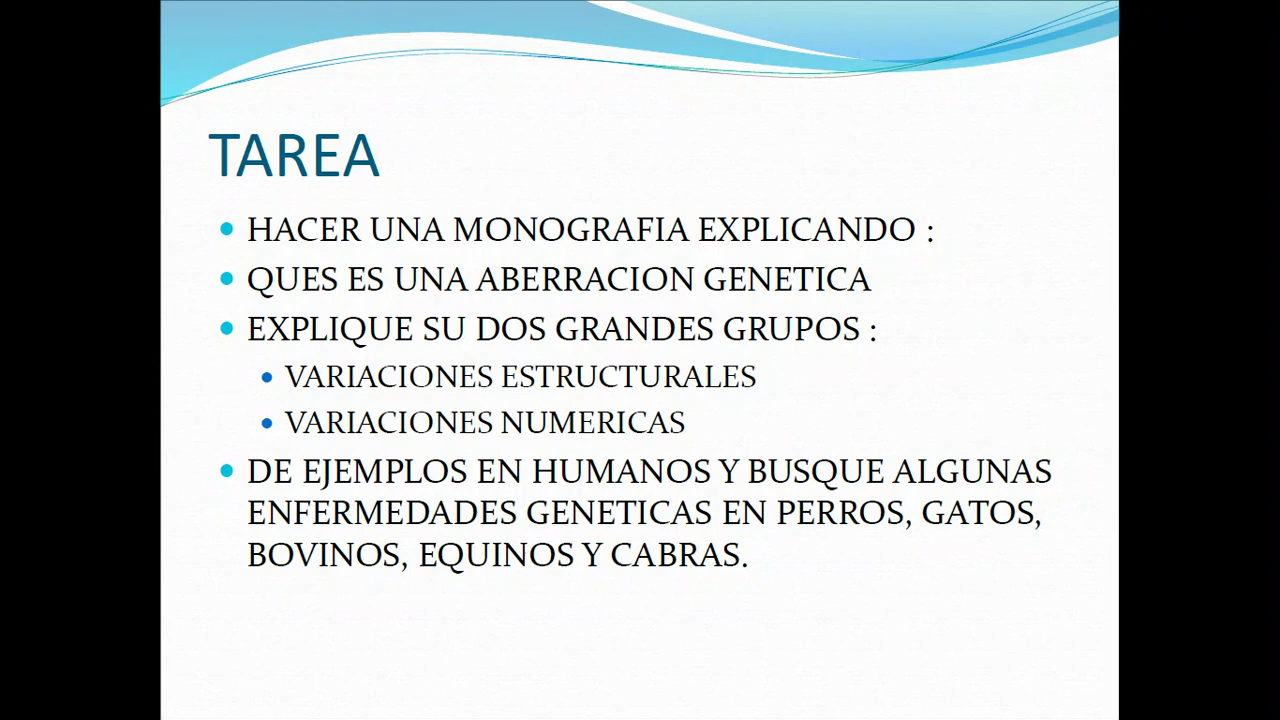 TAREA
HACER UNA MONOGRAFIA EXPLICANDO :
QUES ES UNA ABERRACION GENETICA
EXPLIQUE SU DOS GRANDES GRUPOS :
VARIACIONES ESTRUCTURALES
VARIACIONES NUMERICAS
DE EJEMPLOS EN HUMANOS Y BUSQUE ALGUNAS
ENFERMEDADES GENETICAS EN PERROS, GATOS,
BOVINOS, EQUINOS Y CABRAS.